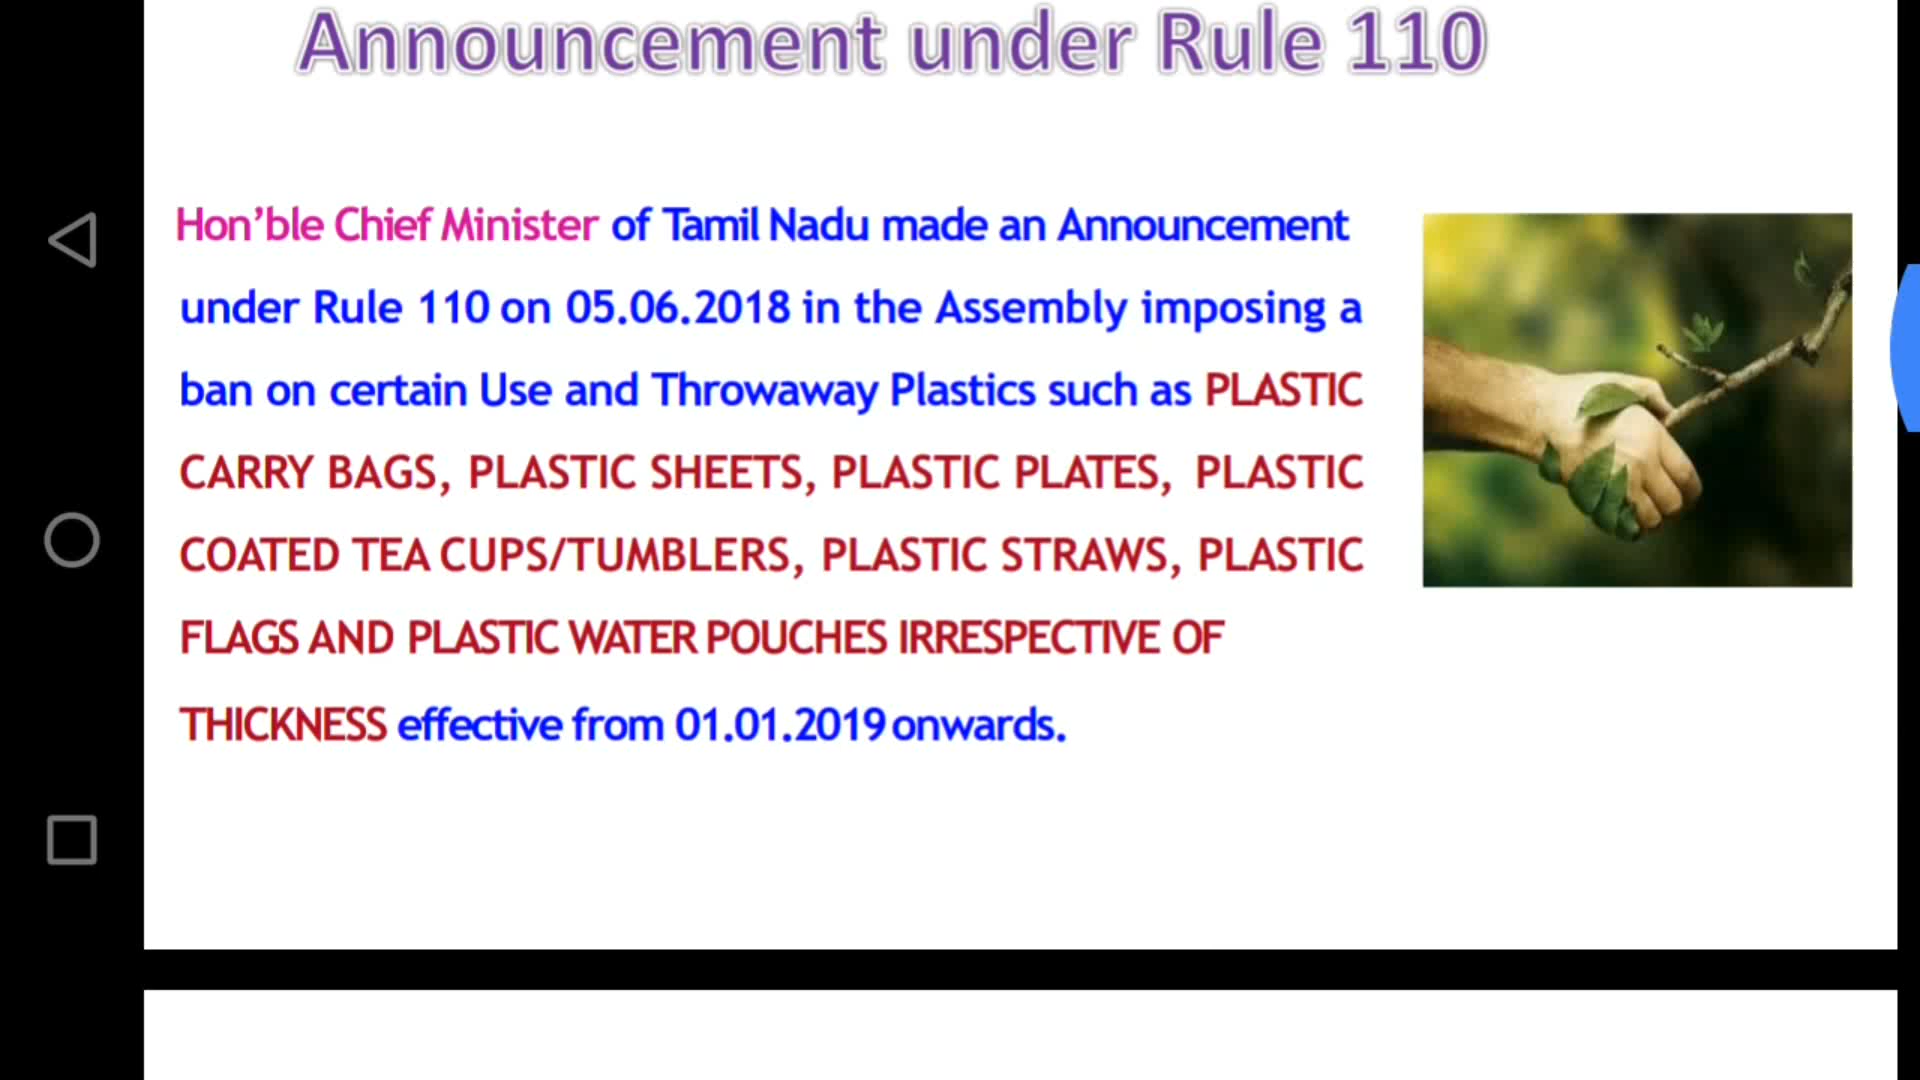 Announcement under Rule 110
Hon’ble Chief Minister of Tamil Nadu made an Announcement
under Rule 110 on 05.06.2018 in the Assembly imposing a
ban on certain Use and Throwaway Plastics such as PLASTIC
CARRY BAGS, PLASTIC SHEETS, PLASTIC PLATES, PLASTIC
COATED TEA CUPS/TUMBLERS, PLASTIC STRAWS, PLASTIC
FLAGS AND PLASTIC WATER POUCHES IRRESPECTIVE OF
THICKNESS effective from 01.01.2019 onwards.